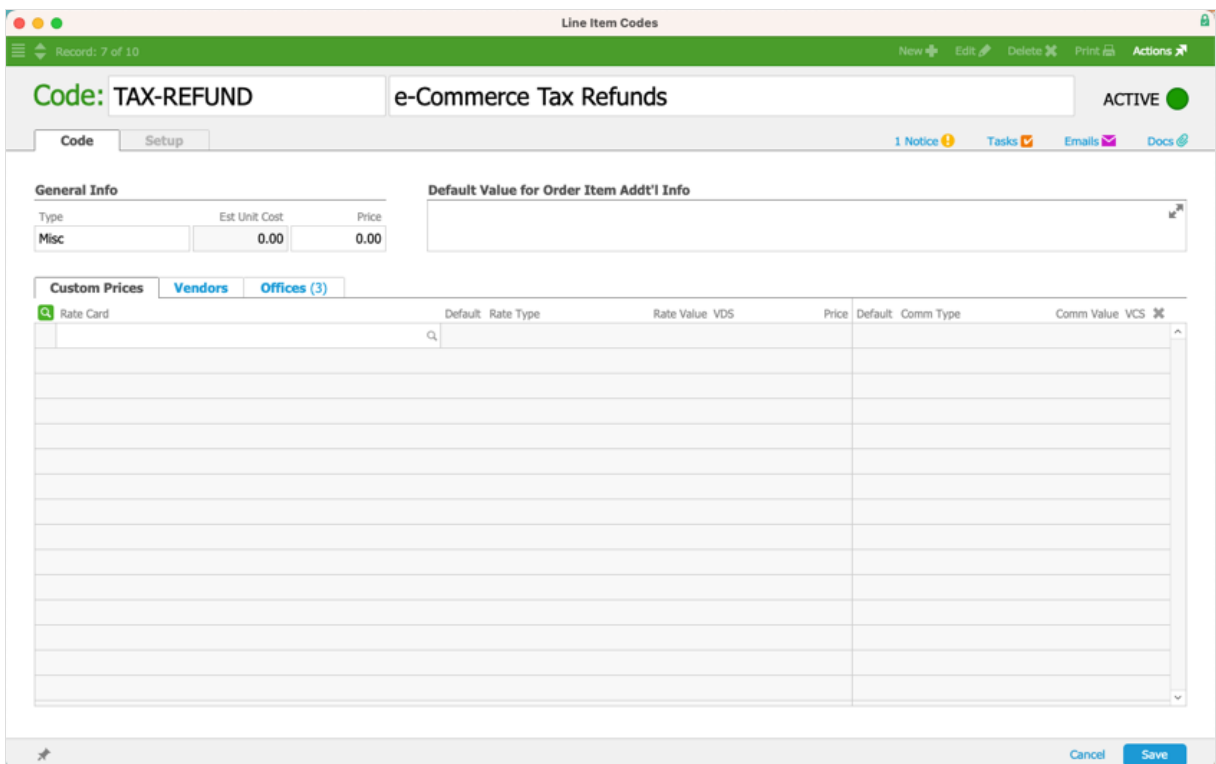 Line Item Codes
Record: 7 of 10 New Edit Delete Print Actions
Code: TAX-REFUND e-Commerce Tax Refunds ACTIVE
Code Setup 1 Notice Tasks Emails Docs
General Info Default Value for Order Item Addt'l Info
Type Est Unit Cost Price
Misc 0.00 0.00
Custom Prices Vendors Offices (3)
Rate Card Default Rate Type Rate Value VDS Price Default Comm Type Comm Value VCS
Cancel Save